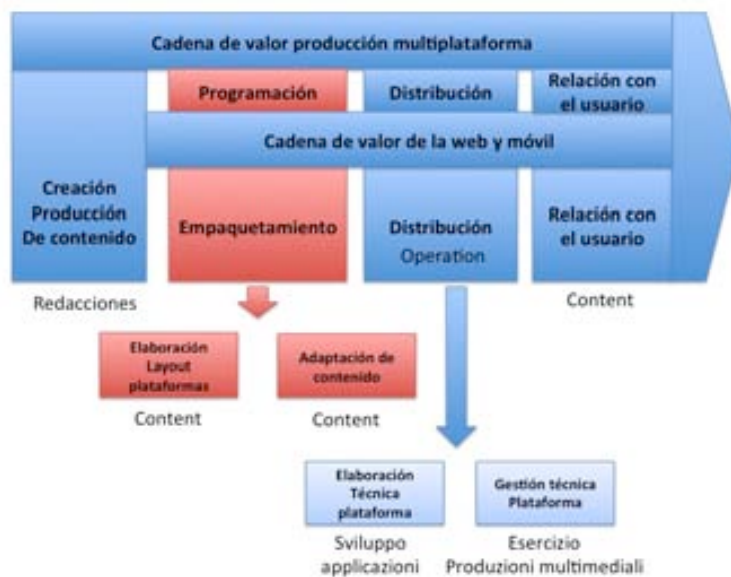 Cadena de valor producción multiplataforma
Programación
Distribución
Relación con
el usuario
Cadena de valor de la web y móvil
Creación
Producción
De contenido
Empaquetamiento
Distribución
Operation
Relación con
el usuario
Redacciones
Content
Elaboración
Layout
plataformas
Adaptación de
contenido
Content
Content
Elaboración
Técnica
plataforma
Gestión técnica
Plataforma
Sviluppo
applicazioni
Esercizio
Produzioni multimediali